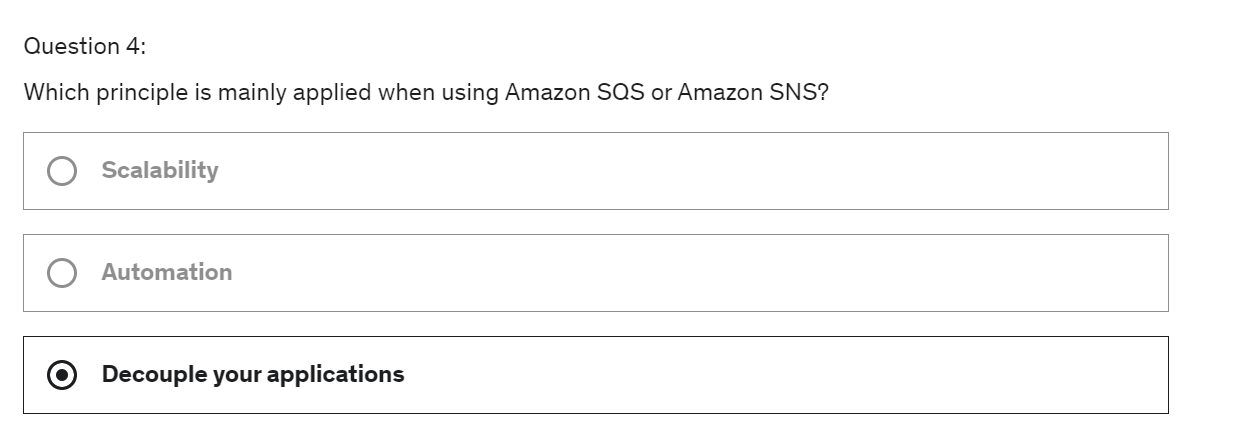 Question 4:
Which principle is mainly applied when using Amazon SQS or Amazon SNS?
Scalability
Automation
Decouple your applications